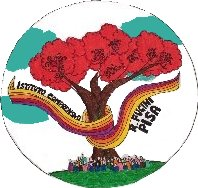 ISTITUTO COMPRENSIVO
R. FUCINI
PISA